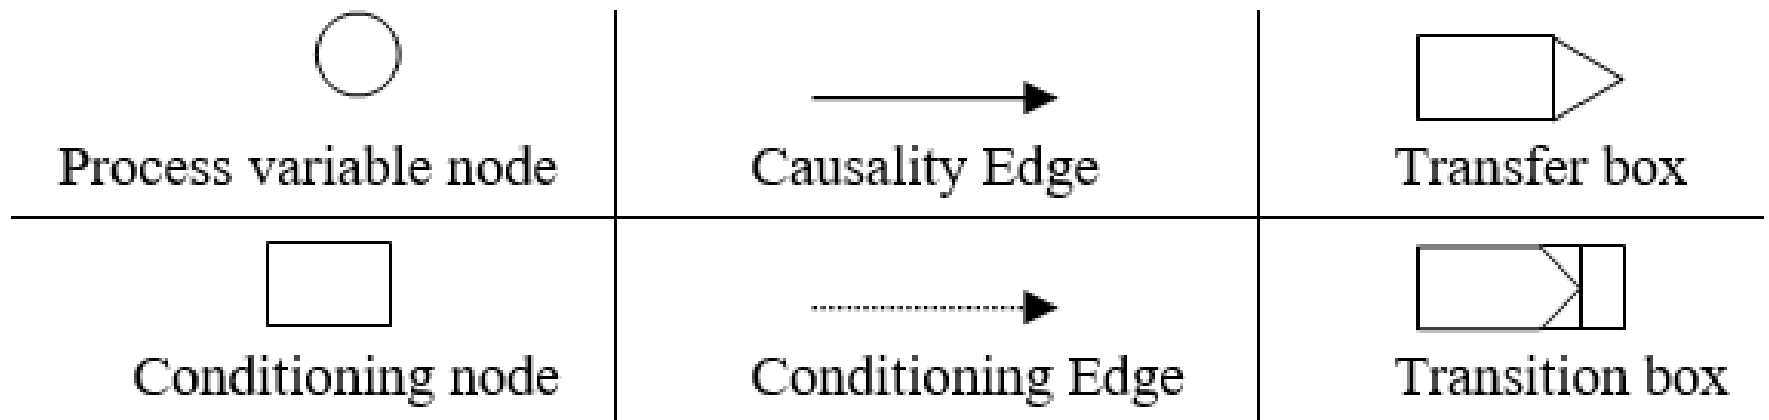 Process variable node
Causality Edge
Transfer box
Conditioning node
Conditioning Edge
Transition box